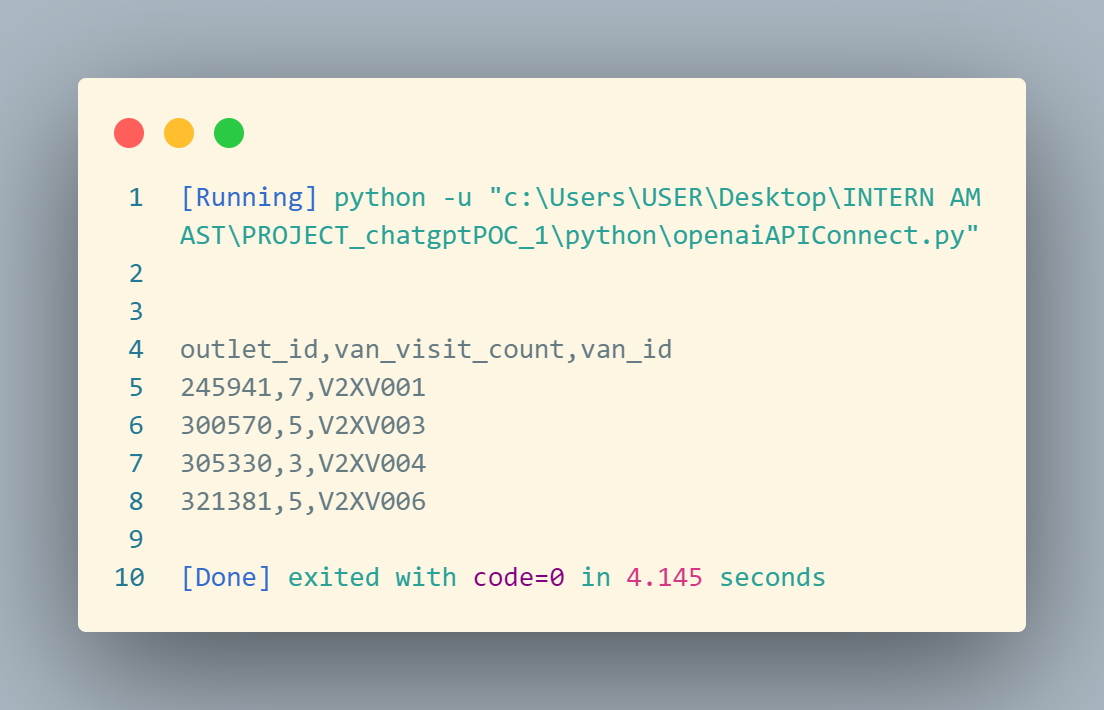 1 [Running] python -u "c:\Users\USER\Desktop\INTERN AM
AST\PROJECT_chatgptPOC_1\python\openaiAPIConnect.py"
2
3
4 outlet_id,van_visit_count,van_id
5 245941,7,V2XV001
6 300570,5,V2XV003
7 305330,3,V2XV004
8 321381,5,V2XV006
9
10 [Done] exited with code=0 in 4.145 seconds